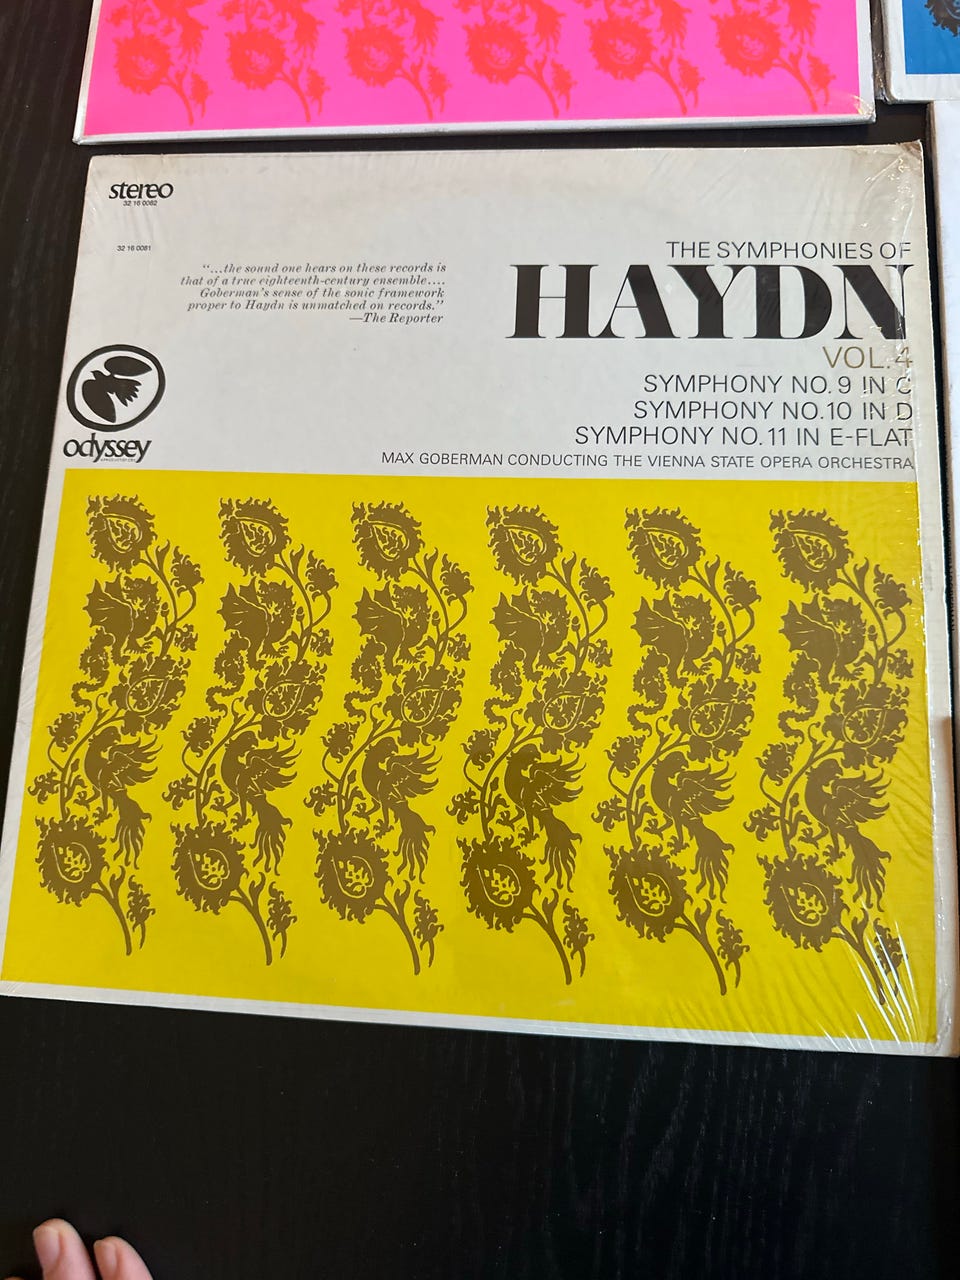 stereo
32 16 0082
32 16 0081
“...the sound one hears on these records is
that of a true eighteenth-century ensemble....
Goberman’s sense of the sonic framework
proper to Haydn is unmatched on records.”
—The Reporter
odyssey
THE SYMPHONIES OF
HAYDN
VOL. 4
SYMPHONY NO. 9 IN C
SYMPHONY NO. 10 IN D
SYMPHONY NO. 11 IN E-FLAT
MAX GOBERMAN CONDUCTING THE VIENNA STATE OPERA ORCHESTRA